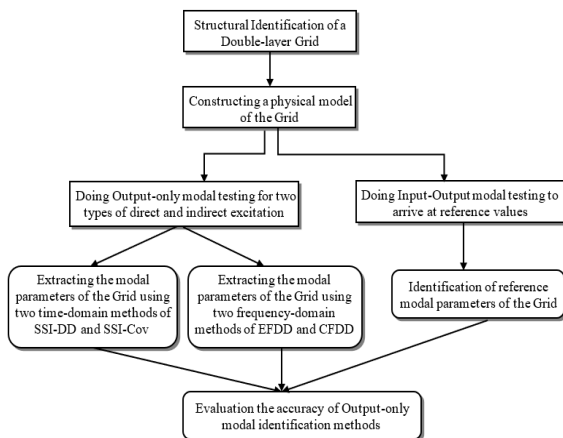 Structural Identification of a
Double-layer Grid
Constructing a physical model
of the Grid
Doing Output-only modal testing for two
types of direct and indirect excitation
Doing Input-Output modal testing to
arrive at reference values
Extracting the modal
parameters of the Grid using
two time-domain methods of
SSI-DD and SSI-Cov
Extracting the modal
parameters of the Grid using
two frequency-domain
methods of EFDD and CFDD
Identification of reference
modal parameters of the Grid
Evaluation the accuracy of Output-only
modal identification methods